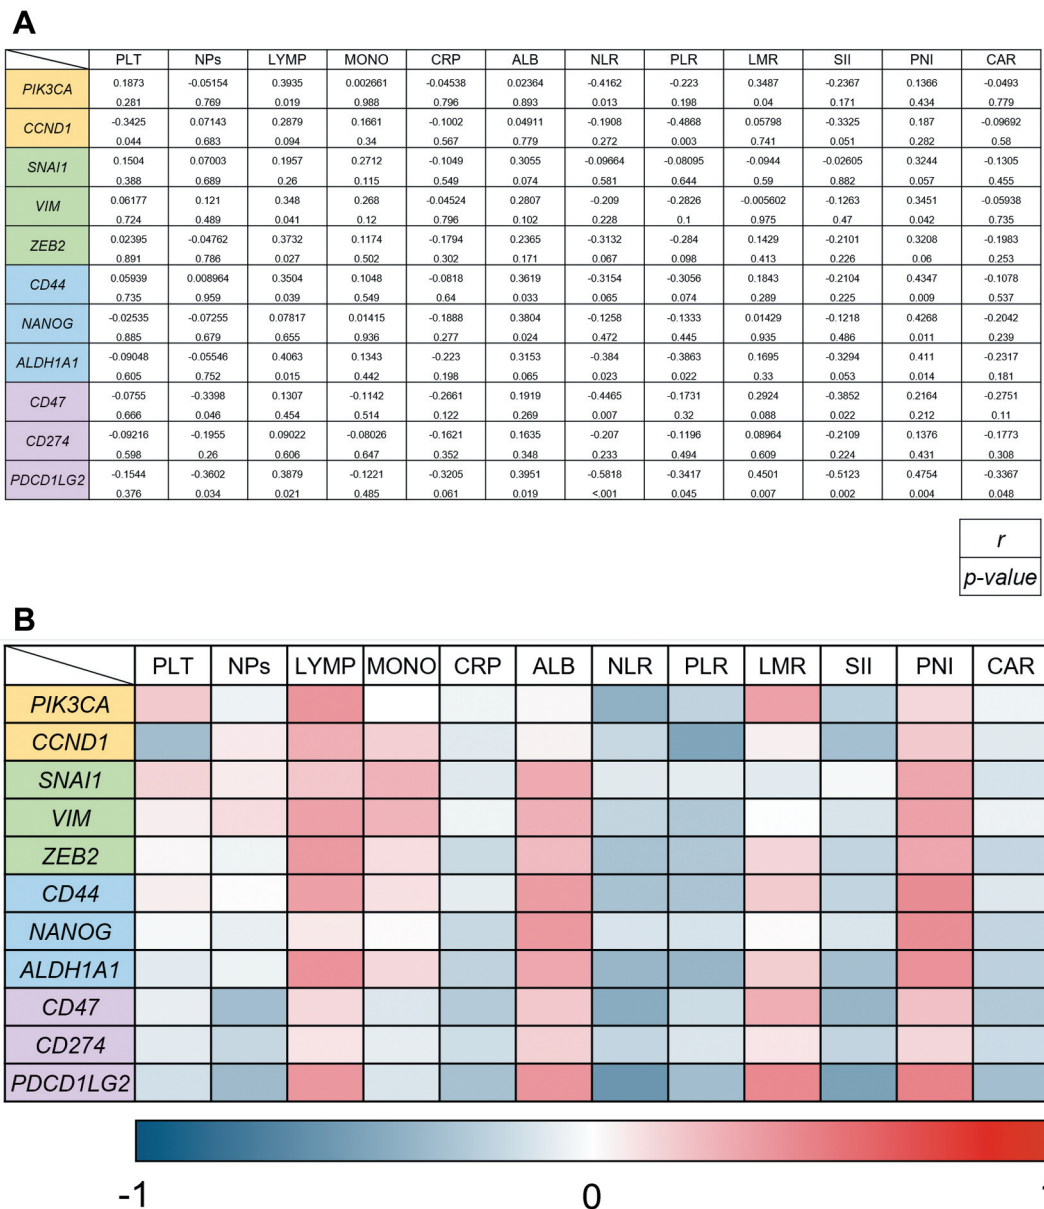 A
PLT NPs LYMP MONO CRP ALB NLR PLR LMR SII PNI CAR
PIK3CA 0.1873 -0.05154 0.3935 0.002661 -0.04538 0.02364 -0.4162 -0.223 0.3487 -0.2367 0.1366 -0.0493
0.281 0.769 0.019 0.988 0.796 0.893 0.013 0.198 0.04 0.171 0.434 0.779
CCND1 -0.3425 0.07143 0.2879 0.1661 -0.1002 0.04911 -0.1908 -0.4868 0.05798 -0.3325 0.187 -0.09692
0.044 0.683 0.094 0.34 0.567 0.779 0.272 0.003 0.741 0.051 0.282 0.58
SNAI1 0.1504 0.07003 0.1957 0.2712 -0.1049 0.3055 -0.09664 -0.08095 -0.0944 -0.02605 0.3244 -0.1305
0.388 0.689 0.26 0.115 0.549 0.074 0.581 0.644 0.59 0.882 0.057 0.455
VIM 0.06177 0.121 0.348 0.268 -0.04524 0.2807 -0.209 -0.2826 -0.005602 -0.1263 0.3451 -0.05938
0.724 0.489 0.041 0.12 0.796 0.102 0.228 0.1 0.975 0.47 0.042 0.735
ZEB2 0.02395 -0.04762 0.3732 0.1174 -0.1794 0.2365 -0.3132 -0.284 0.1429 -0.2101 0.3208 -0.1983
0.891 0.786 0.027 0.502 0.302 0.171 0.067 0.098 0.413 0.226 0.06 0.253
CD44 0.05939 0.008964 0.3504 0.1048 -0.0818 0.3619 -0.3154 -0.3056 0.1843 -0.2104 0.4347 -0.1078
0.735 0.959 0.039 0.549 0.64 0.033 0.065 0.074 0.289 0.225 0.009 0.537
NANOG -0.02535 -0.07255 0.07817 0.01415 -0.1888 0.3804 -0.1258 -0.1333 0.01429 -0.1218 0.4268 -0.2042
0.885 0.679 0.655 0.936 0.277 0.024 0.472 0.445 0.935 0.486 0.011 0.239
ALDH1A1 -0.09048 -0.05546 0.4063 0.1343 -0.223 0.3153 -0.384 -0.3863 0.1695 -0.3294 0.411 -0.2317
0.605 0.752 0.015 0.442 0.198 0.065 0.023 0.022 0.33 0.053 0.014 0.181
CD47 -0.0755 -0.3398 0.1307 -0.1142 -0.2661 0.1919 -0.4465 -0.1731 0.2924 -0.3852 0.2164 -0.2751
0.666 0.046 0.454 0.514 0.122 0.269 0.007 0.32 0.088 0.022 0.212 0.11
CD274 -0.09216 -0.1955 0.09022 -0.08026 -0.1621 0.1635 -0.207 -0.1196 0.08964 -0.2109 0.1376 -0.1773
0.598 0.26 0.606 0.647 0.352 0.348 0.233 0.494 0.609 0.224 0.431 0.308
PDCD1LG2 -0.1544 -0.3602 0.3879 -0.1221 -0.3205 0.3951 -0.5818 -0.3417 0.4501 -0.5123 0.4754 -0.3367
0.376 0.034 0.021 0.485 0.061 0.019 <.001 0.045 0.007 0.002 0.004 0.048
r
p-value
B
PLT NPs LYMP MONO CRP ALB NLR PLR LMR SII PNI CAR
PIK3CA
CCND1
SNAI1
VIM
ZEB2
CD44
NANOG
ALDH1A1
CD47
CD274
PDCD1LG2
-1 0